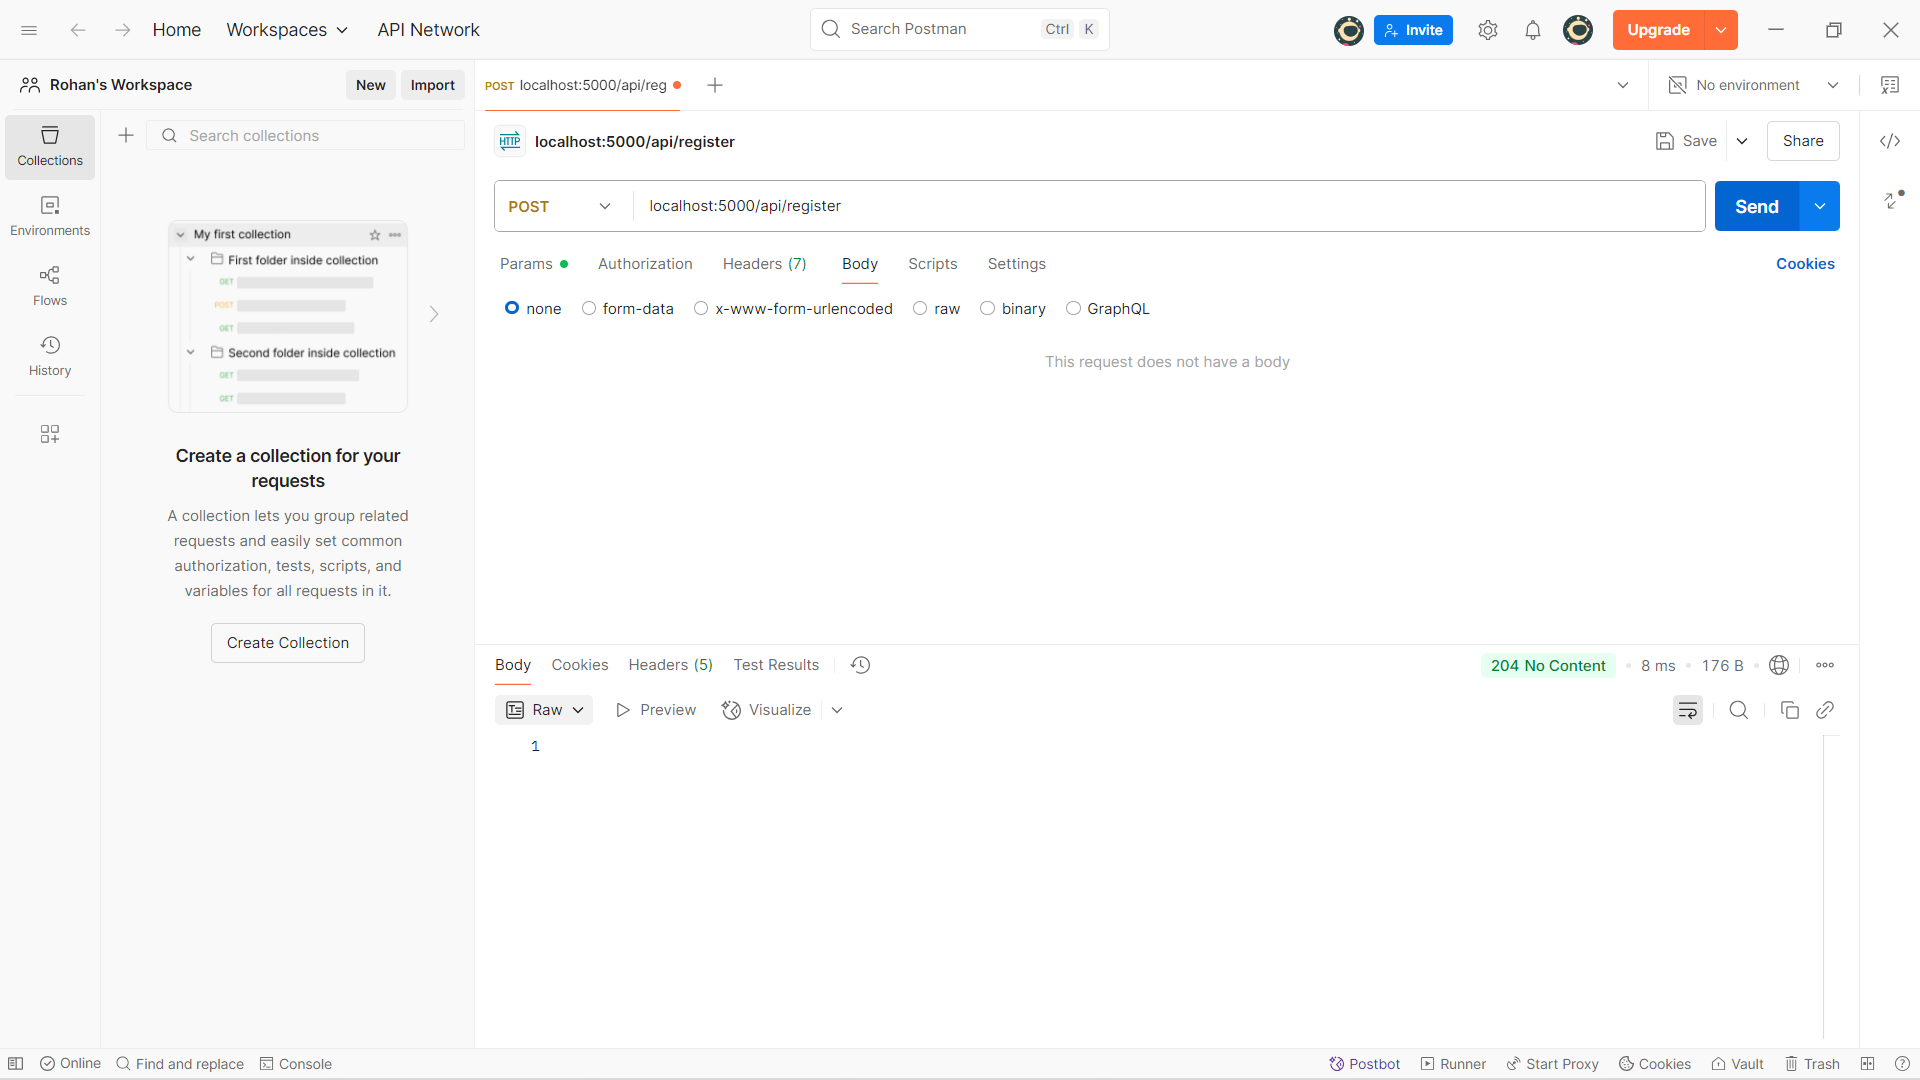 Home
Workspaces
API Network
Search Postman
Ctrl K
Invite
Upgrade
Rohan's Workspace
New
Import
POST localhost:5000/api/reg
No environment
Collections
Search collections
HTTP localhost:5000/api/register
Save
Share
Environments
POST
localhost:5000/api/register
Send
My first collection
First folder inside collection
GET
POST
GET
Second folder inside collection
GET
GET
Params
Authorization
Headers (7)
Body
Scripts
Settings
Cookies
Flows
none
form-data
x-www-form-urlencoded
raw
binary
GraphQL
History
This request does not have a body
Create a collection for your
requests
A collection lets you group related
requests and easily set common
authorization, tests, scripts, and
variables for all requests in it.
Create Collection
Body
Cookies
Headers (5)
Test Results
204 No Content
8 ms
176 B
Raw
Preview
Visualize
1
Online
Find and replace
Console
Postbot
Runner
Start Proxy
Cookies
Vault
Trash